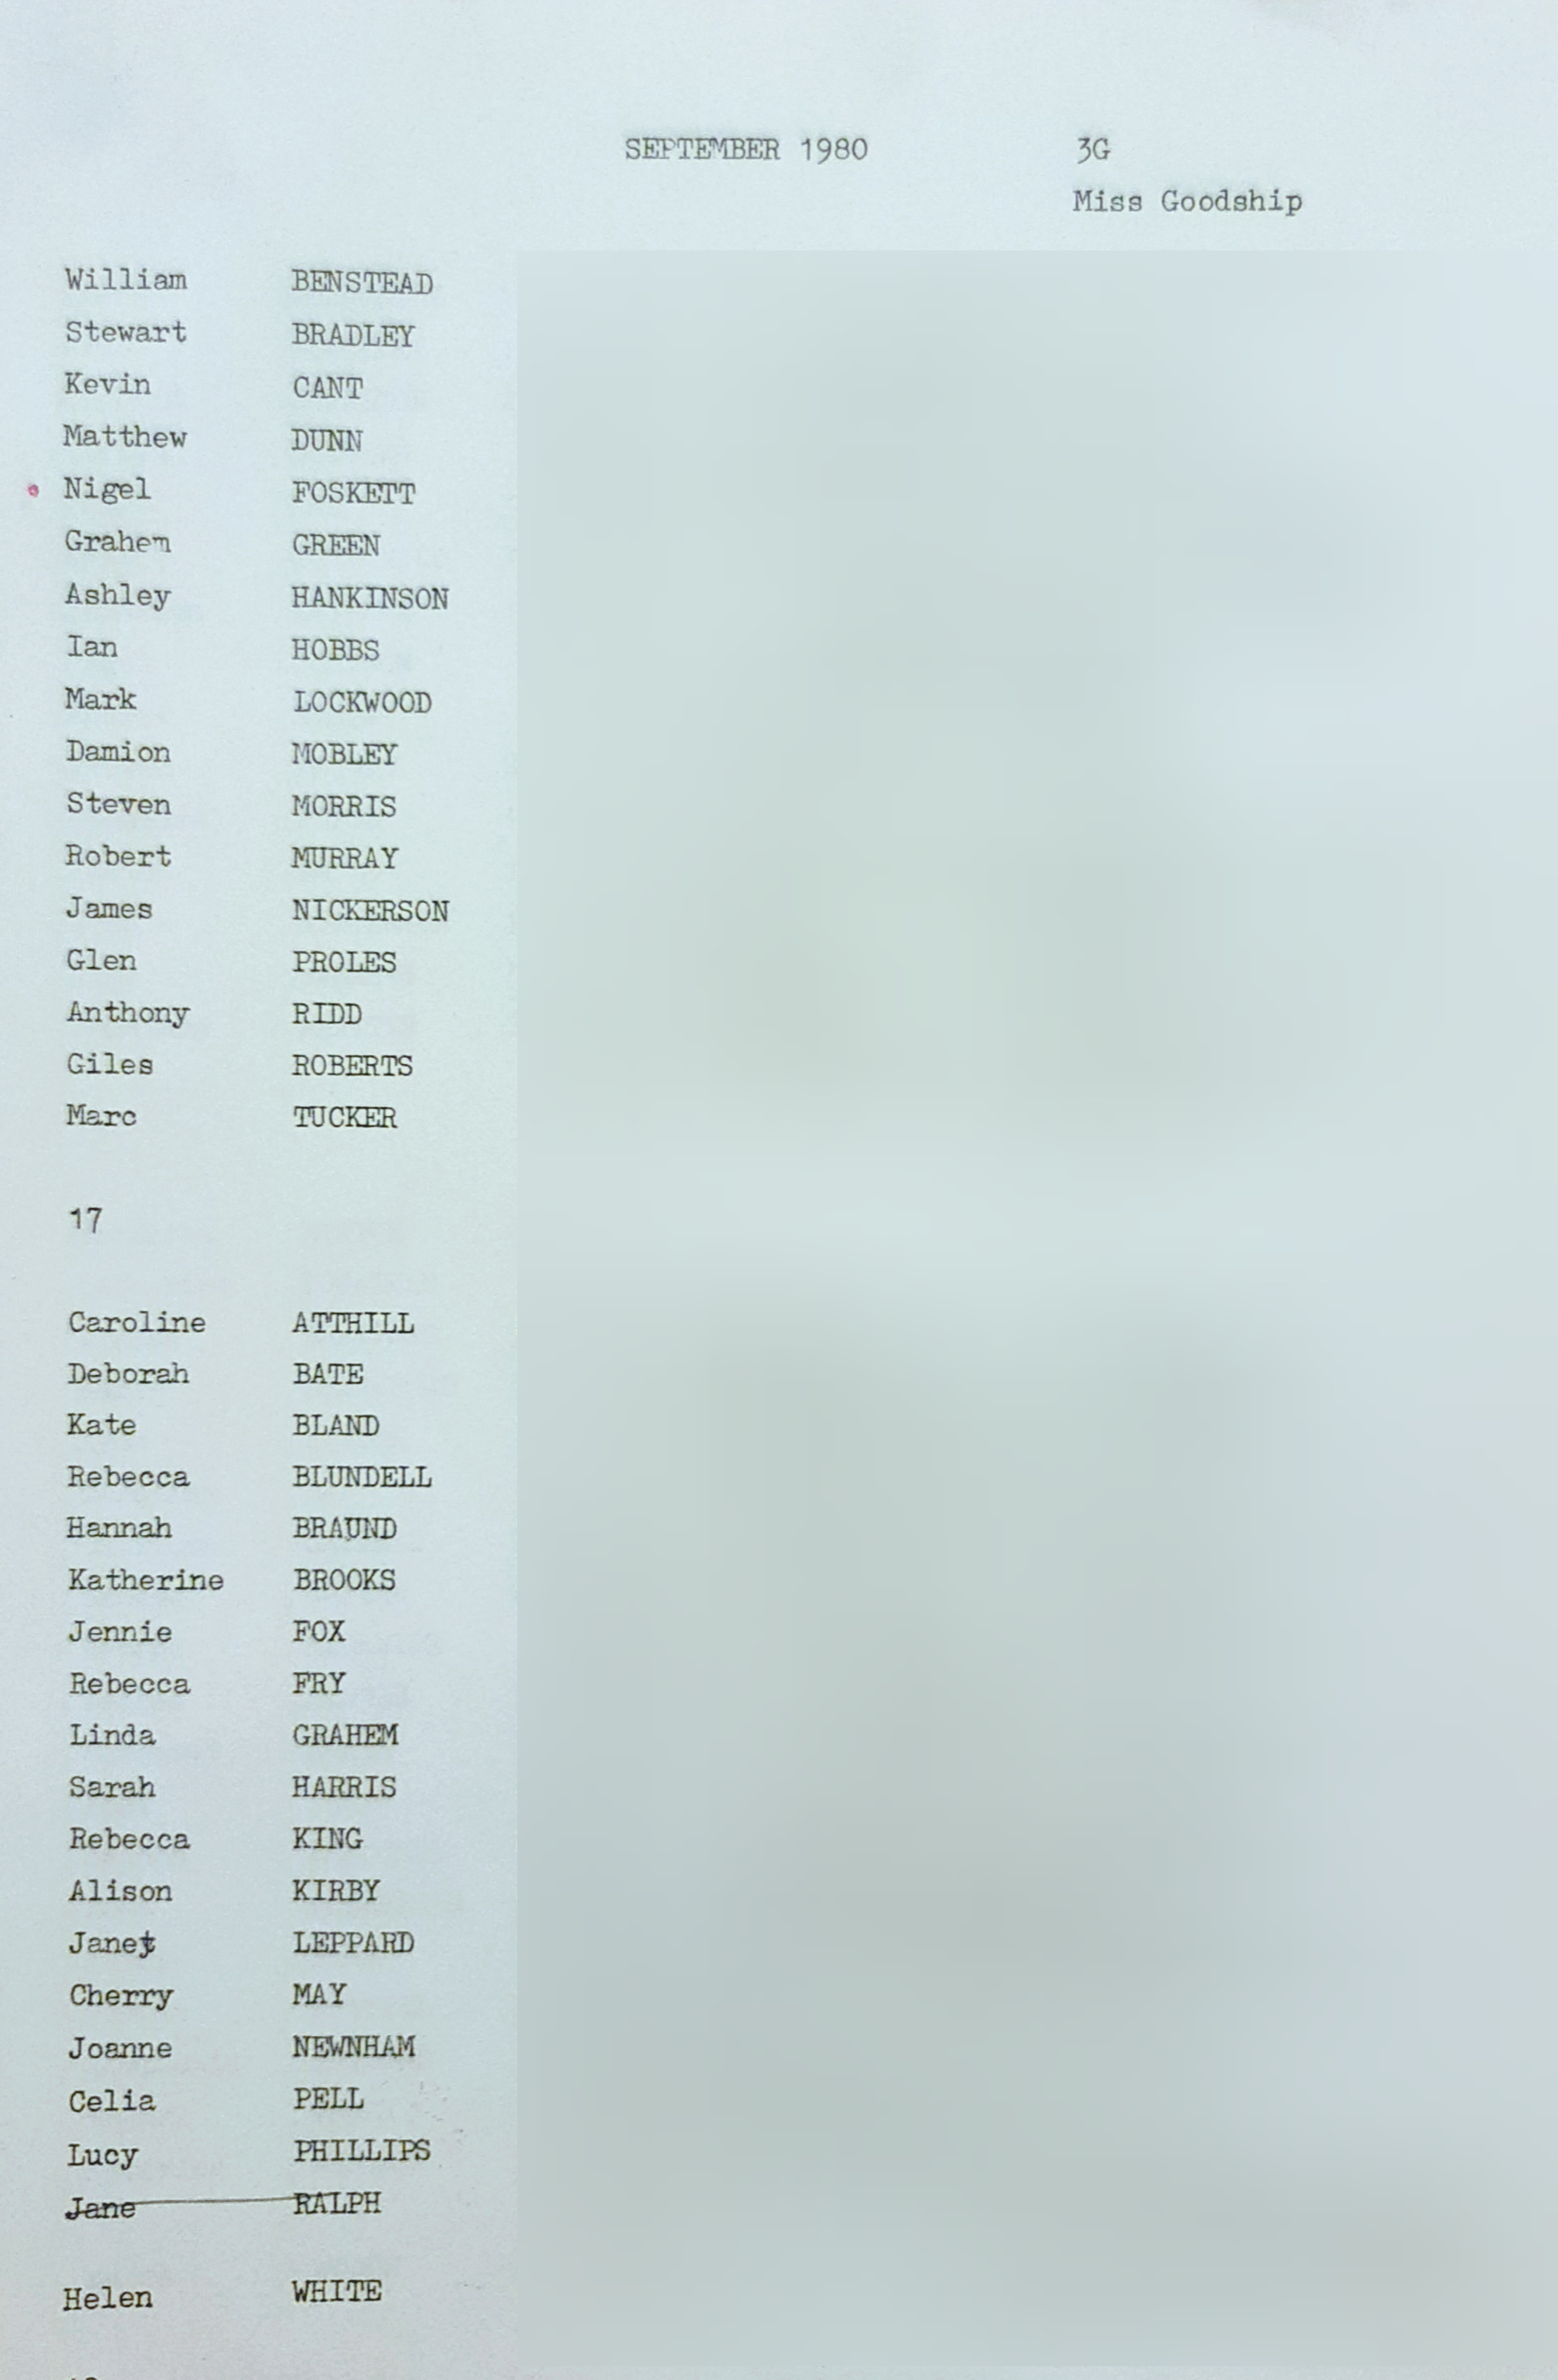 SEPTEMBER 1980 3G
Miss Goodship
William BENSTEAD
Stewart BRADLEY
Kevin CANT
Matthew DUNN
Nigel FOSKETT
Grahem GREEN
Ashley HANKINSON
Ian HOBBS
Mark LOCKWOOD
Damion MOBLEY
Steven MORRIS
Robert MURRAY
James NICKERSON
Glen PROLES
Anthony RIDD
Giles ROBERTS
Marc TUCKER
17
Caroline ATTHILL
Deborah BATE
Kate BLAND
Rebecca BLUNDELL
Hannah BRAUND
Katherine BROOKS
Jennie FOX
Rebecca FRY
Linda GRAHEM
Sarah HARRIS
Rebecca KING
Alison KIRBY
Janet LEPPARD
Cherry MAY
Joanne NEWNHAM
Celia PELL
Lucy PHILLIPS
Jane RALPH
Helen WHITE